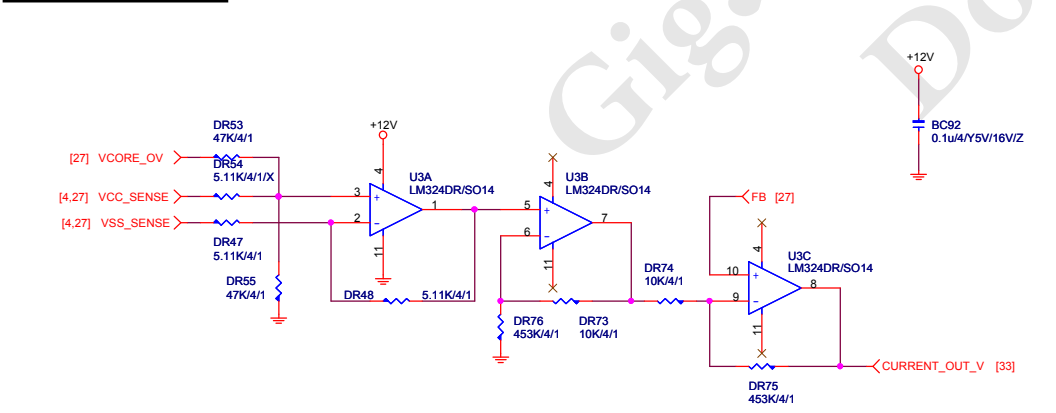 Gig
Do
+12V
BC92
0.1u/4/Y5V/16V/Z
DR53
47K/4/1
+12V
[27] VCORE_OV
DR54
5.11K/4/1/X
[4,27] VCC_SENSE
[4,27] VSS_SENSE
DR47
5.11K/4/1
DR55
47K/4/1
4
U3A
LM324DR/SO14
3
+
1
2
-
11
DR48 5.11K/4/1
4
U3B
LM324DR/SO14
5
+
7
6
-
11
DR76
453K/4/1
DR73
10K/4/1
DR74
10K/4/1
FB [27]
4
U3C
LM324DR/SO14
10
+
8
9
-
11
CURRENT_OUT_V [33]
DR75
453K/4/1